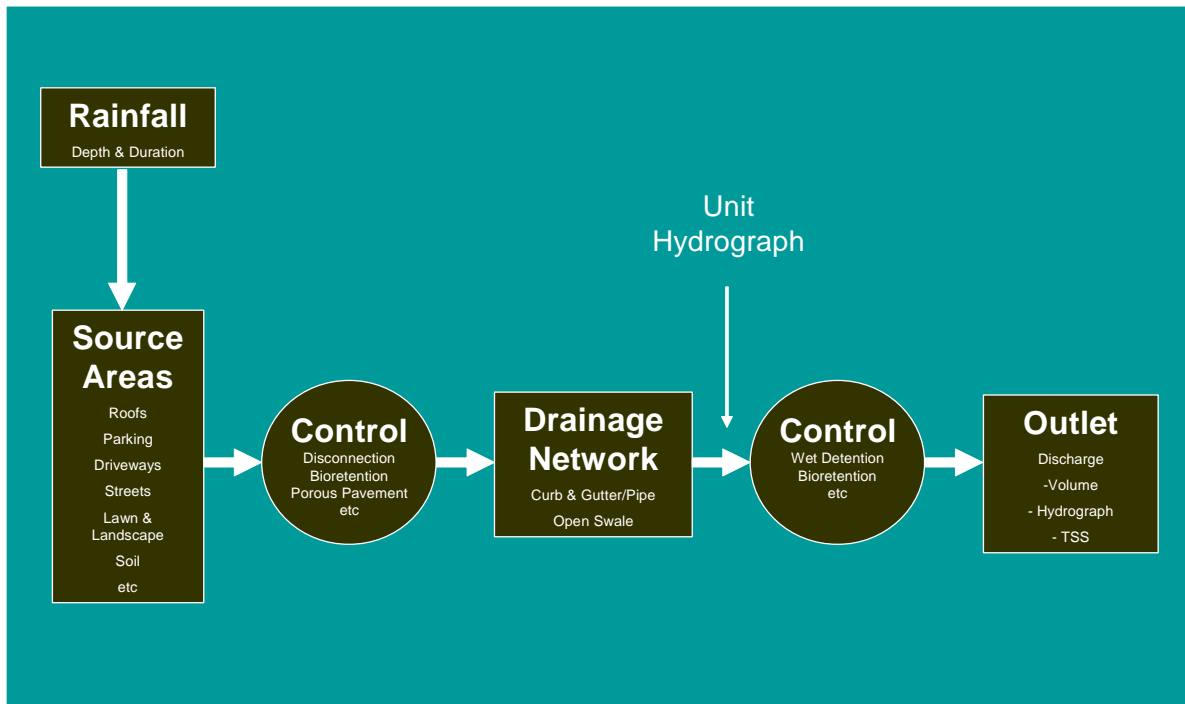 Rainfall
Depth & Duration
Unit
Hydrograph
Source
Areas
Roofs
Parking
Driveways
Streets
Lawn &
Landscape
Soil
etc
Control
Disconnection
Bioretention
Porous Pavement
etc
Drainage
Network
Curb & Gutter/Pipe
Open Swale
Control
Wet Detention
Bioretention
etc
Outlet
Discharge
-Volume
- Hydrograph
- TSS